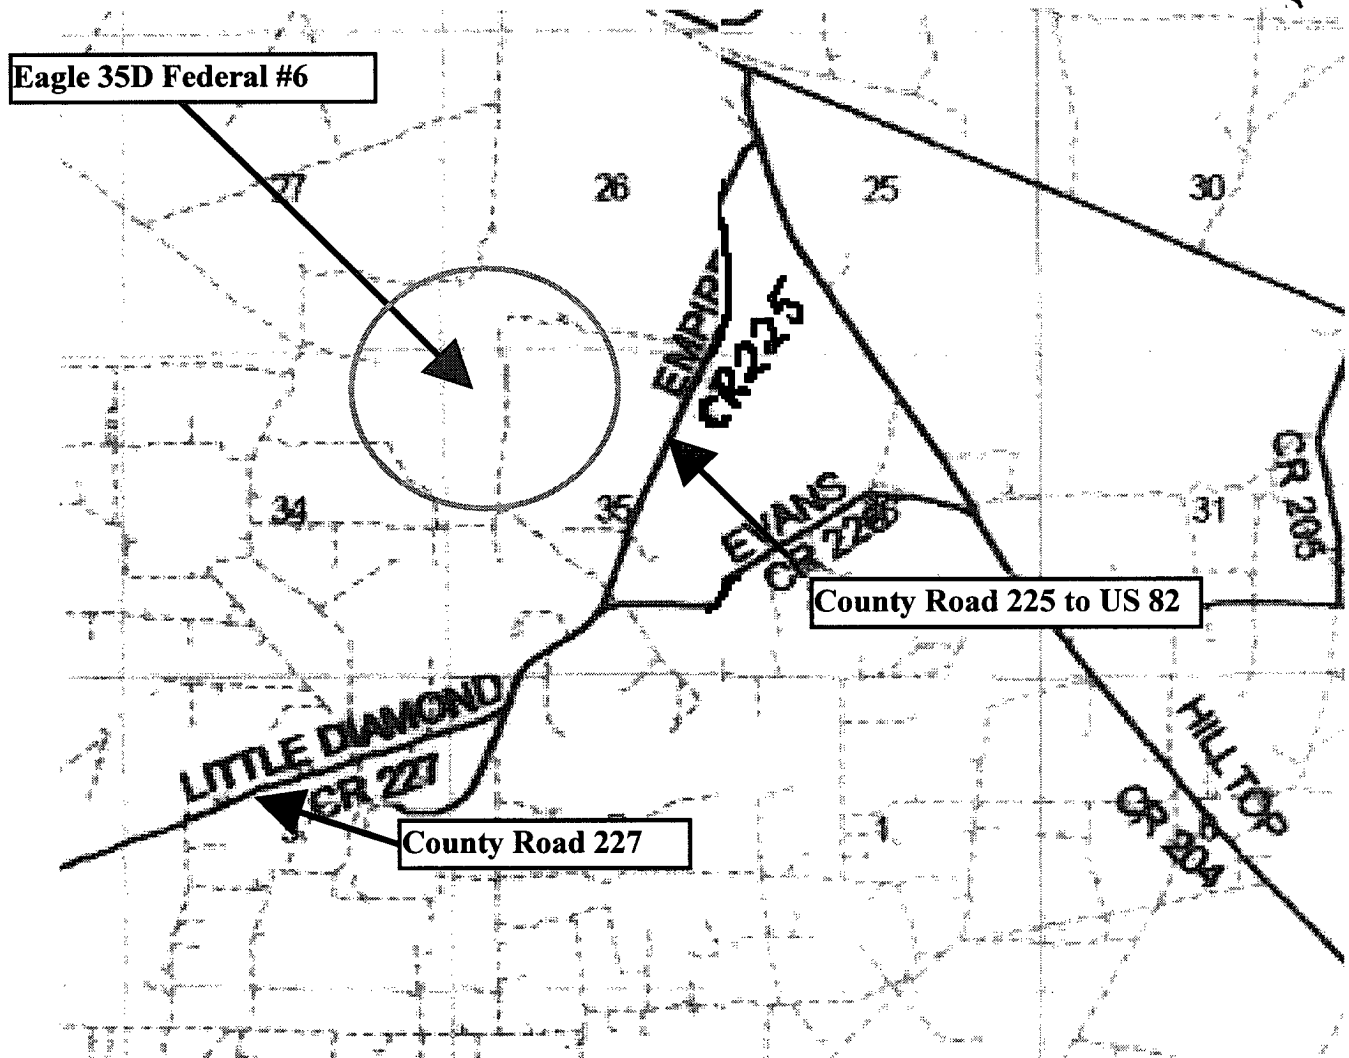 Eagle 35D Federal #6
27
26
25
30
EMPIRE
CR225
CR 205
34
35
EVANS
36
31
County Road 225 to US 82
LITTLE DIAMOND
CR 227
HILLTOP
CR 204
County Road 227
1